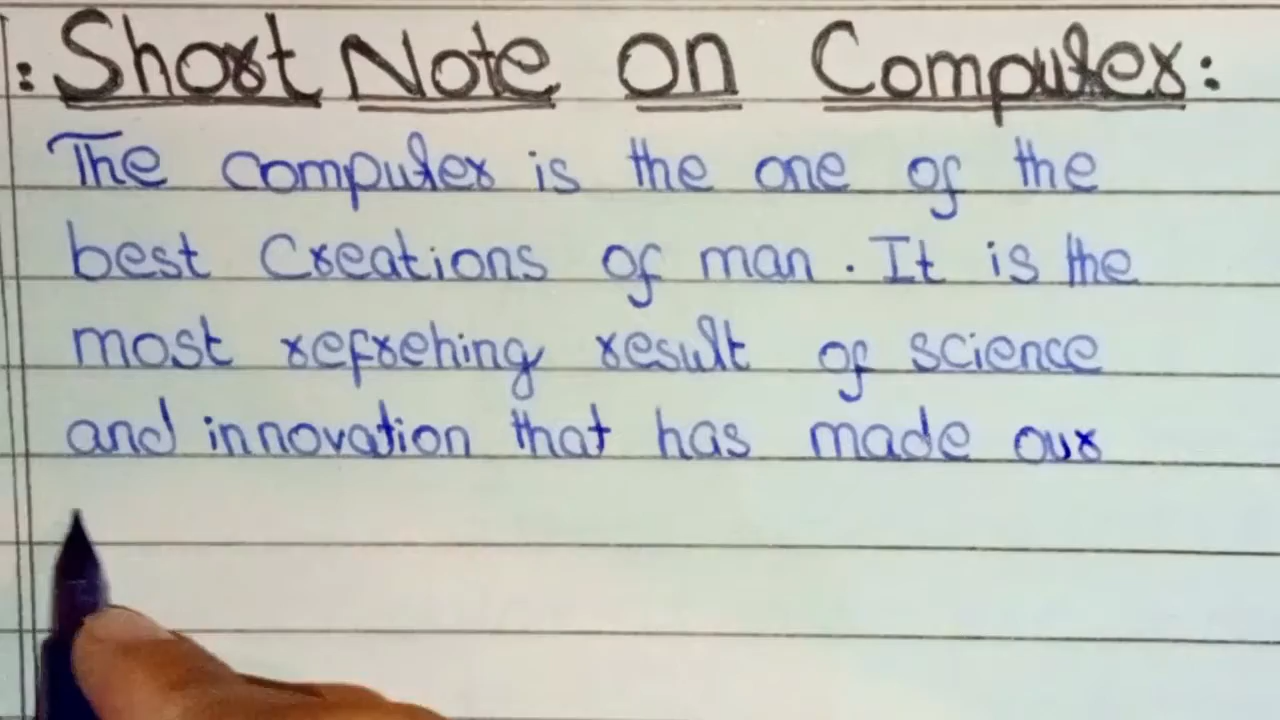 : Short Note on Computer:
The computer is the one of the
best Creations of man. It is the
most refrehing result of science
and innovation that has made our